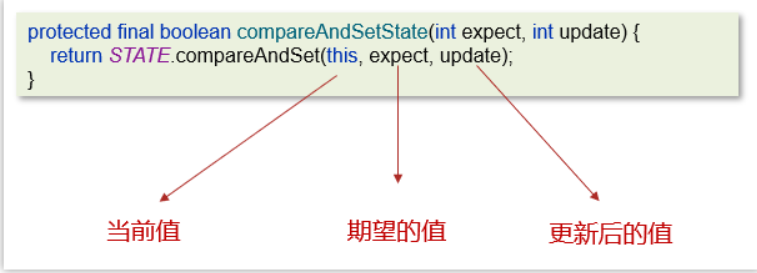 protected final boolean compareAndSetState(int expect, int update) {
return STATE.compareAndSet(this, expect, update);
}
当前值 期望的值 更新后的值